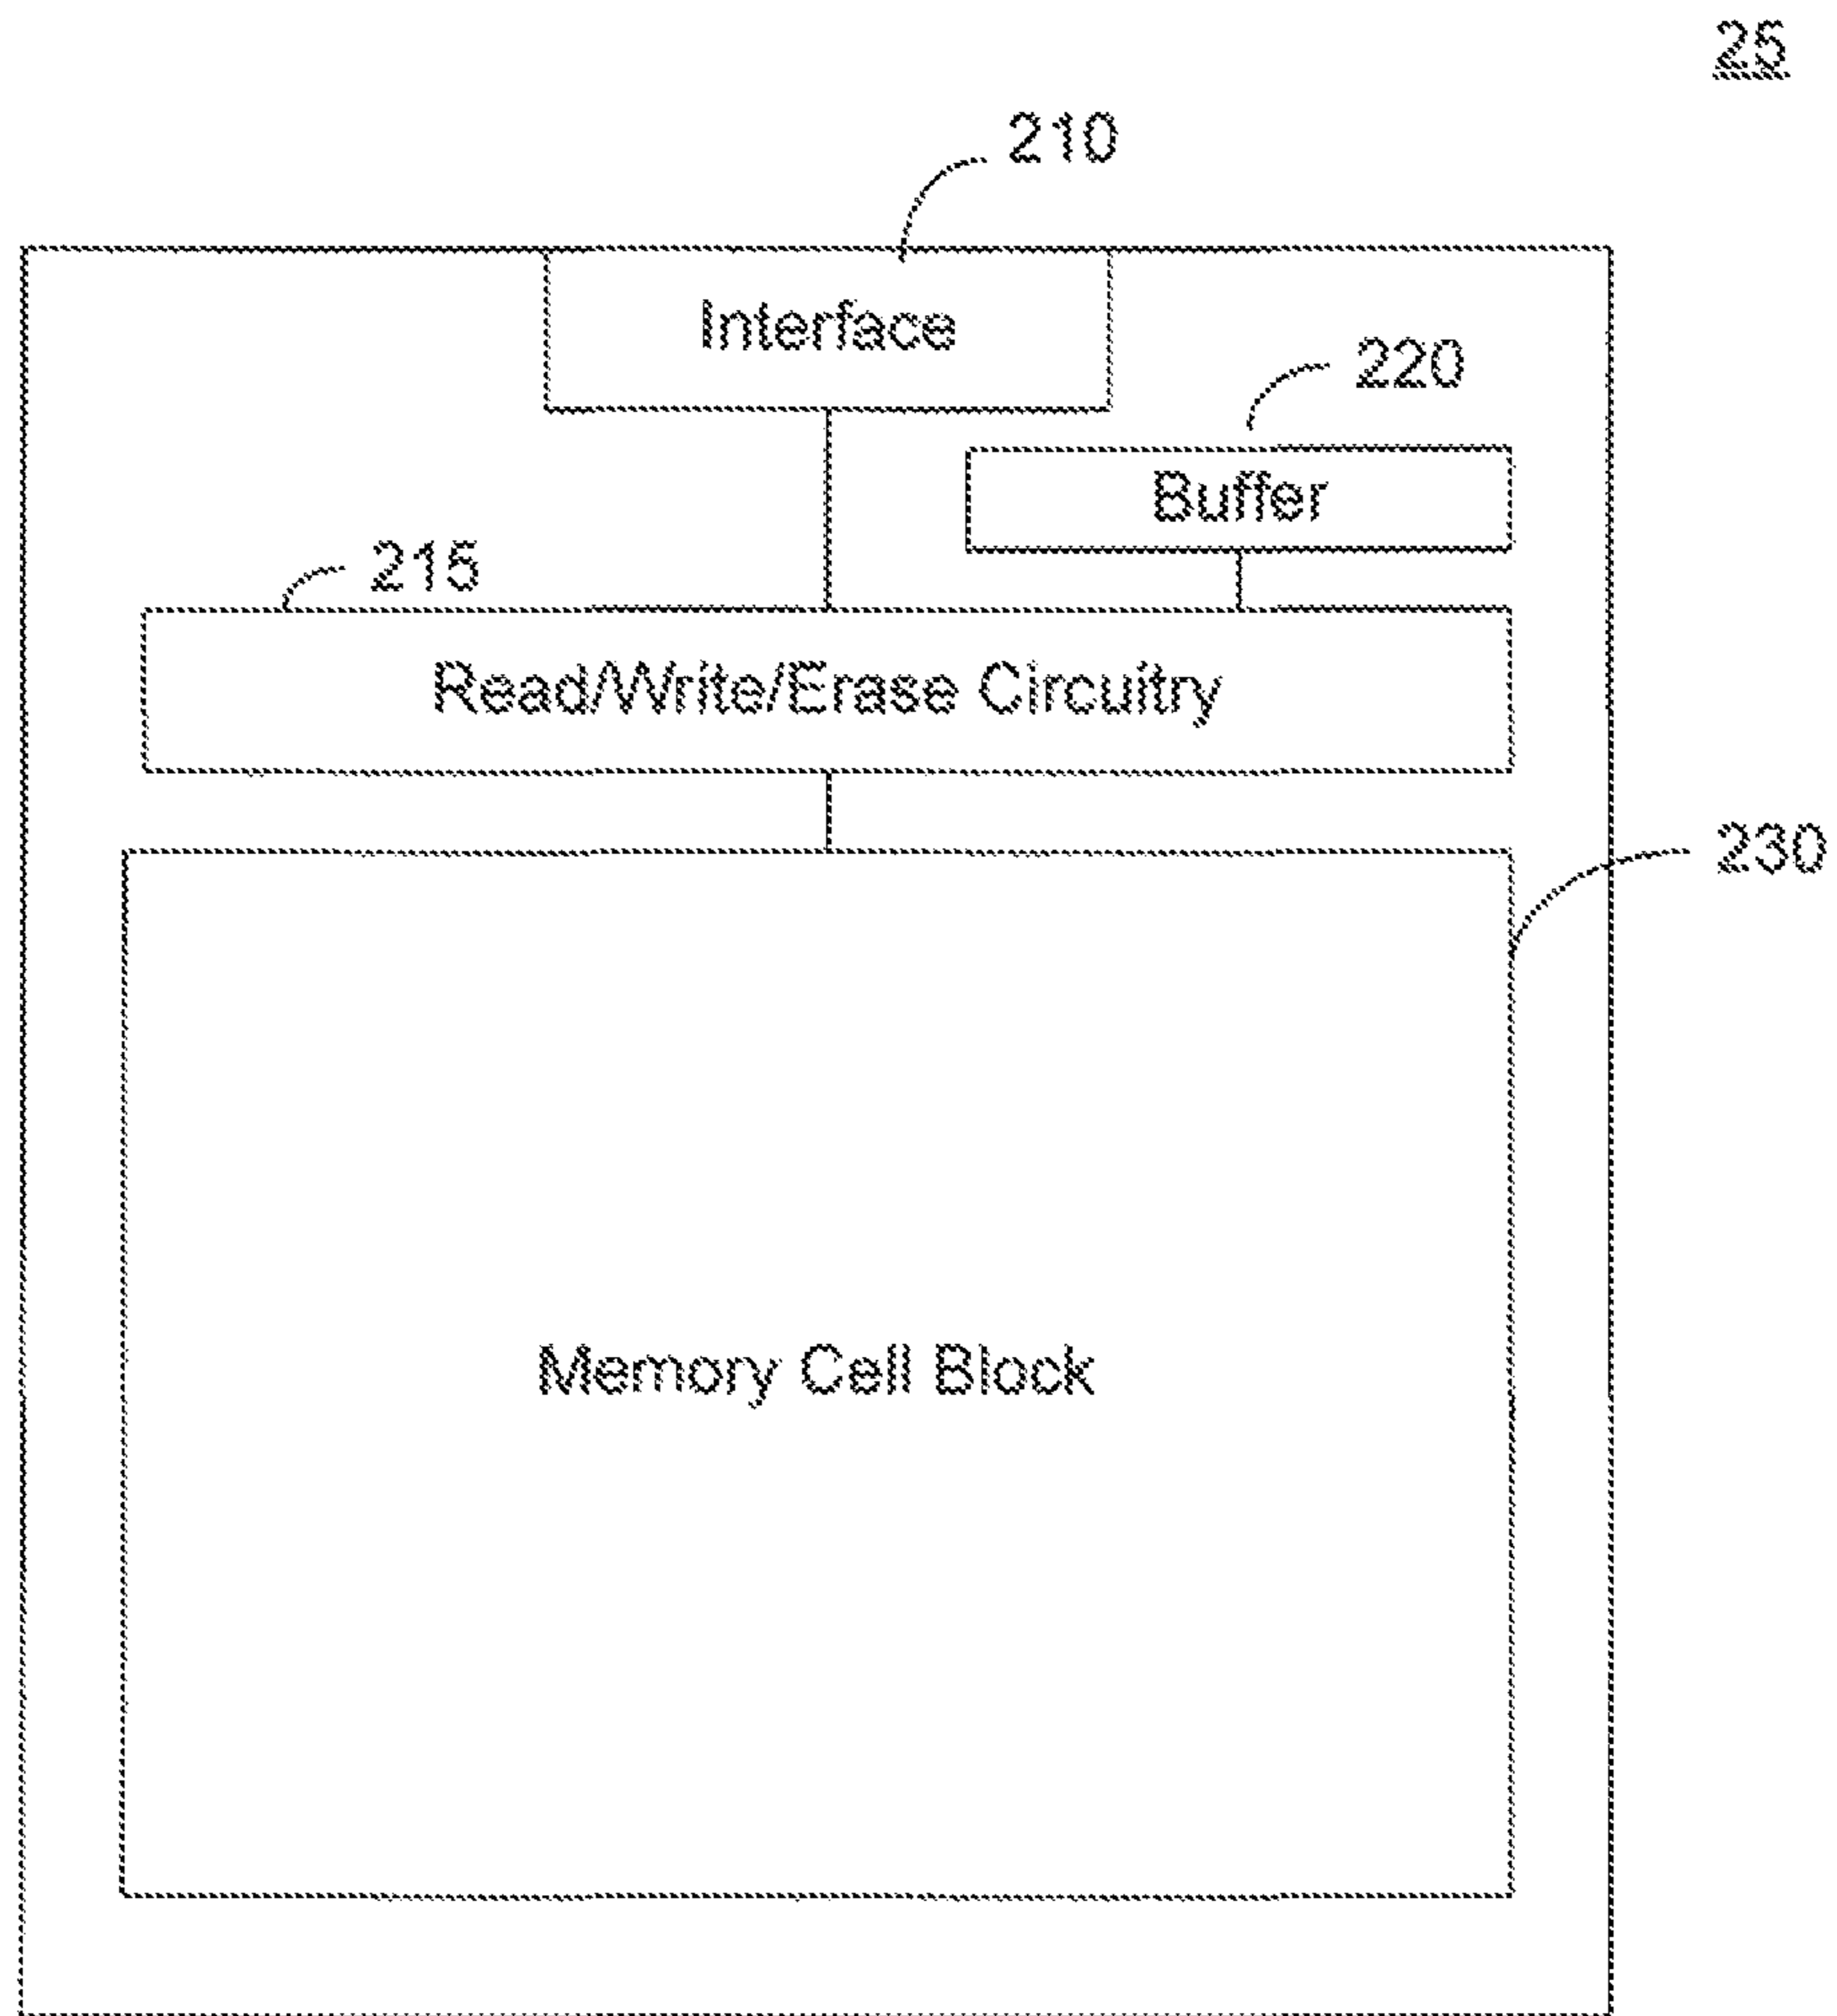 25
210
Interface
220
Buffer
215
Read/Write/Erase Circuitry
230
Memory Cell Block